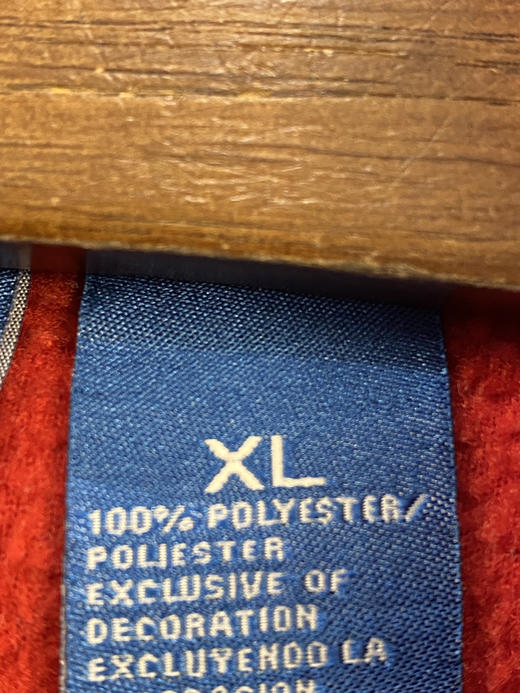 XL
100% POLYESTER/
POLIESTER
EXCLUSIVE OF
DECORATION
EXCLUYENDO LA